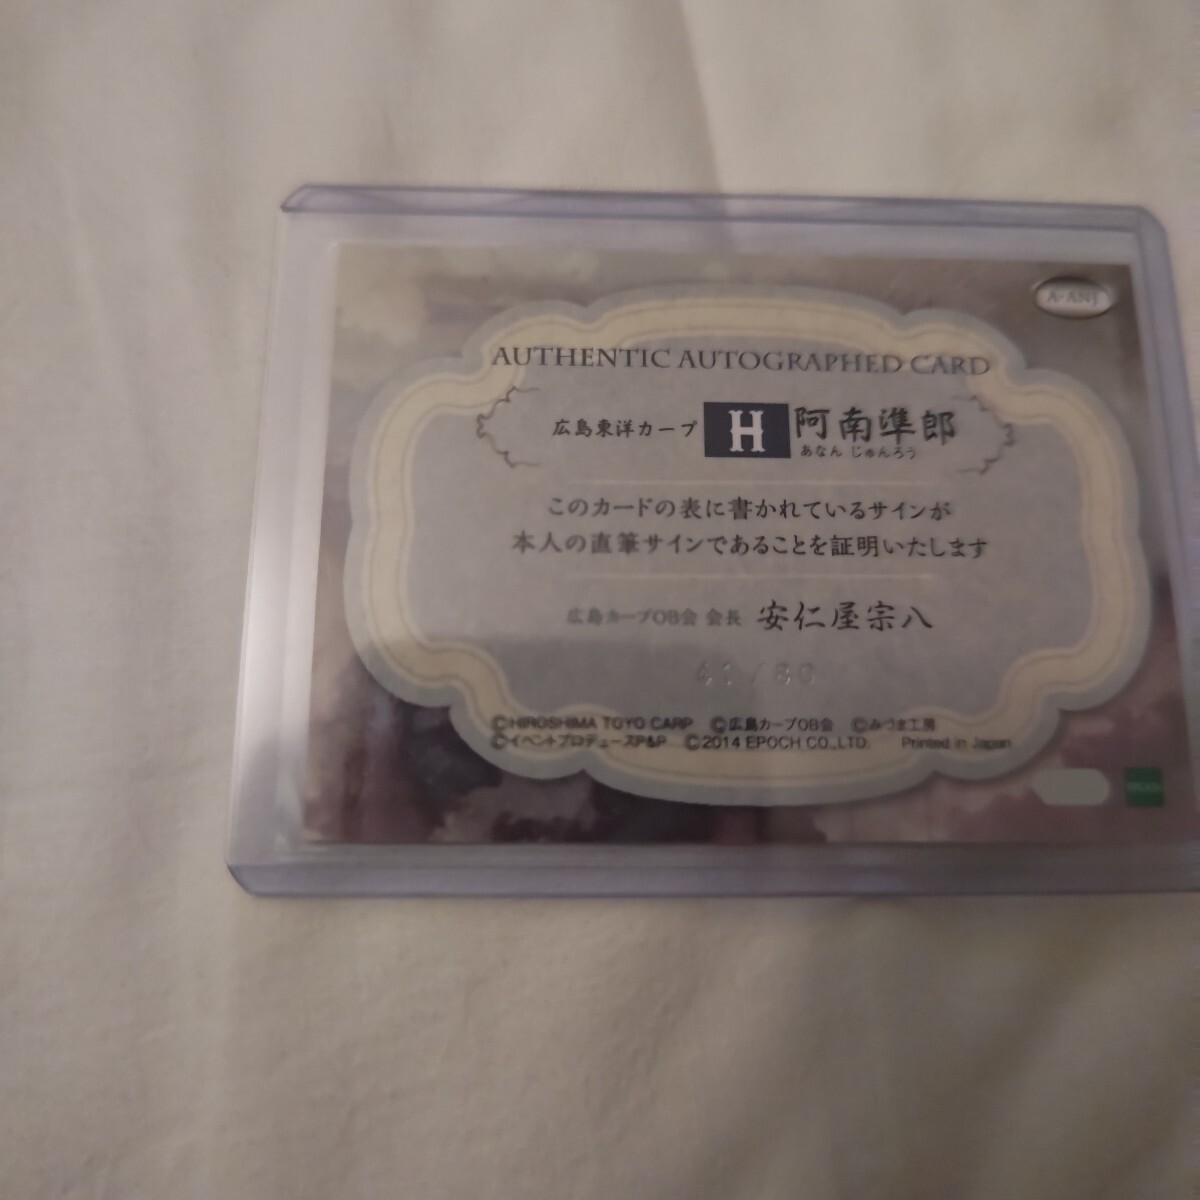 A-ANJ
AUTHENTIC AUTOGRAPHED CARD
広島東洋カープ H 阿南準郎
あなん じゅんろう
このカードの表に書かれているサインが
本人の直筆サインであることを証明いたします
広島カープOB会 会長 安仁屋宗八
©HIROSHIMA TOYO CARP ©広島カープOB会 ©みづま工房
©イベントプロデュースP&P ©2014 EPOCH CO.,LTD. Printed in Japan